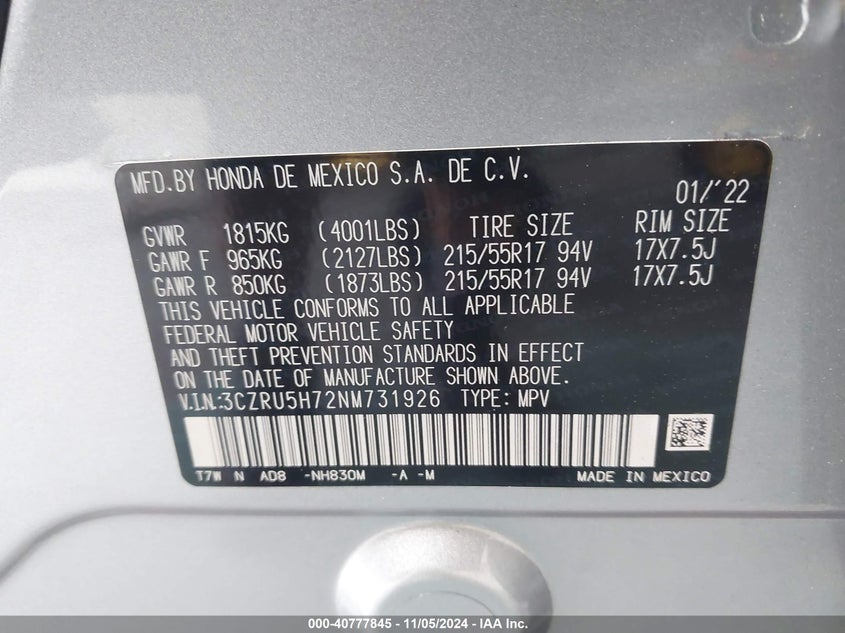 MFD.BY HONDA DE MEXICO S.A. DE C.V.
01/'22
GVWR 1815KG (4001LBS) TIRE SIZE RIM SIZE
GAWR F 965KG (2127LBS) 215/55R17 94V 17X7.5J
GAWR R 850KG (1873LBS) 215/55R17 94V 17X7.5J
THIS VEHICLE CONFORMS TO ALL APPLICABLE
FEDERAL MOTOR VEHICLE SAFETY
AND THEFT PREVENTION STANDARDS IN EFFECT
ON THE DATE OF MANUFACTURE SHOWN ABOVE.
V.I.N.:3CZRU5H72NM731926 TYPE: MPV
T7W N AD8 -NH830M -A -M MADE IN MEXICO
000-40777845 - 11/05/2024 - IAA Inc.